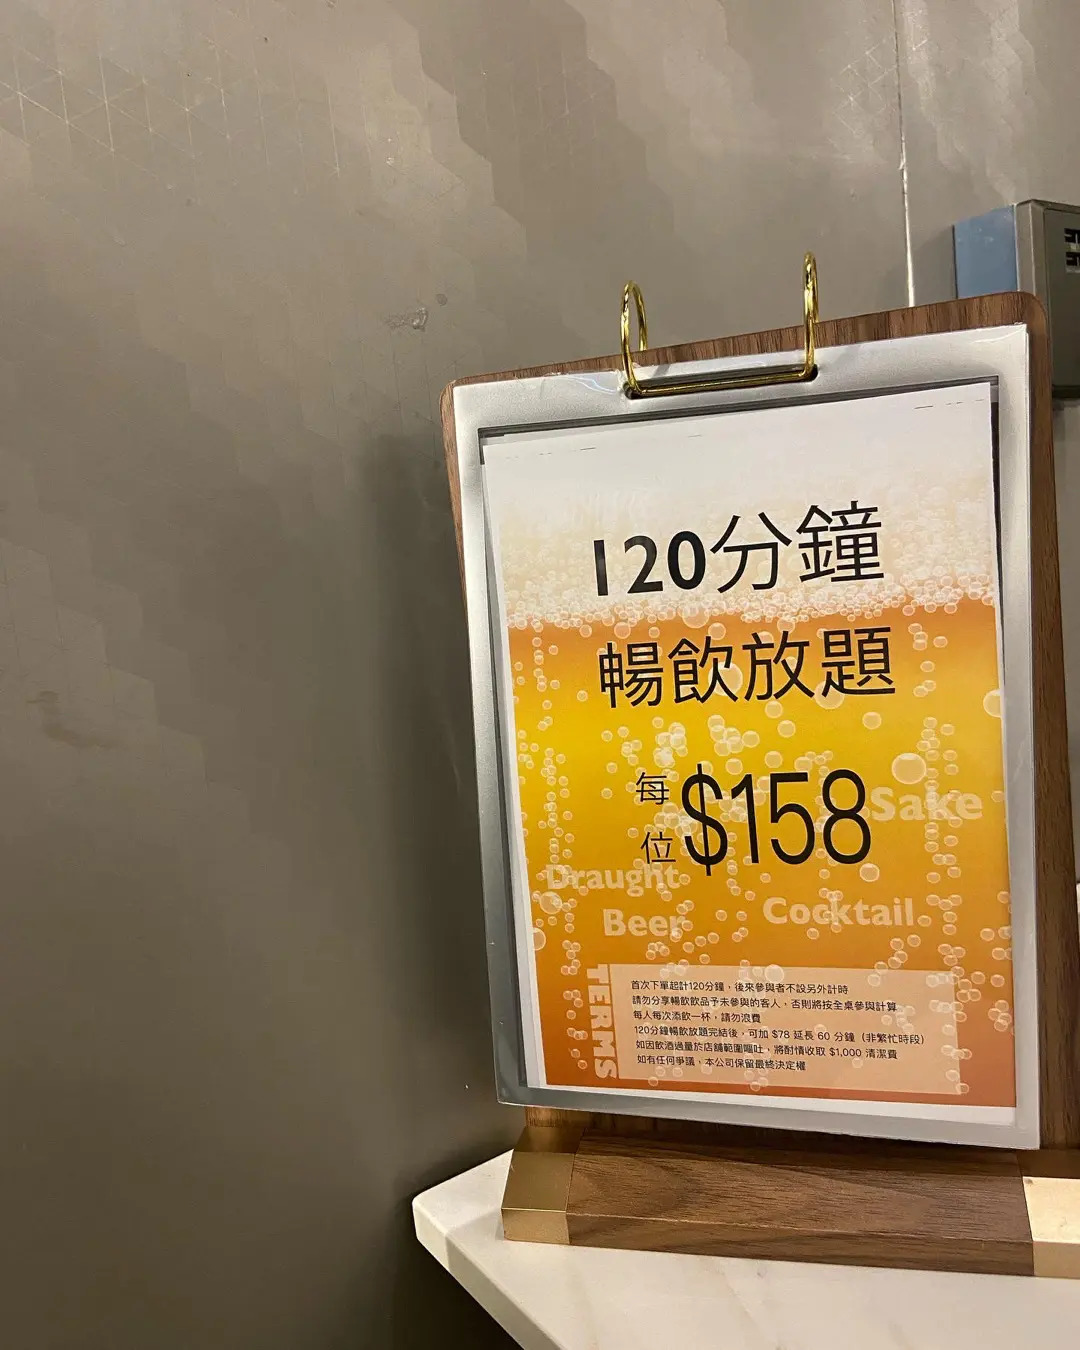 120分鐘
暢飲放題
每位 $158
Sake
Draught Beer
Cocktail
TERMS
首次下單起計120分鐘，後來參與者不設另外計時
請勿分享暢飲飲品予未參與的客人，否則將按全桌參與計算
每人每次添飲一杯，請勿浪費
120分鐘暢飲放題完結後，可加 $78 延長 60 分鐘（非繁忙時段）
如因飲酒過量於店舖範圍嘔吐，將酌情收取 $1,000 清潔費
如有任何爭議，本公司保留最終決定權